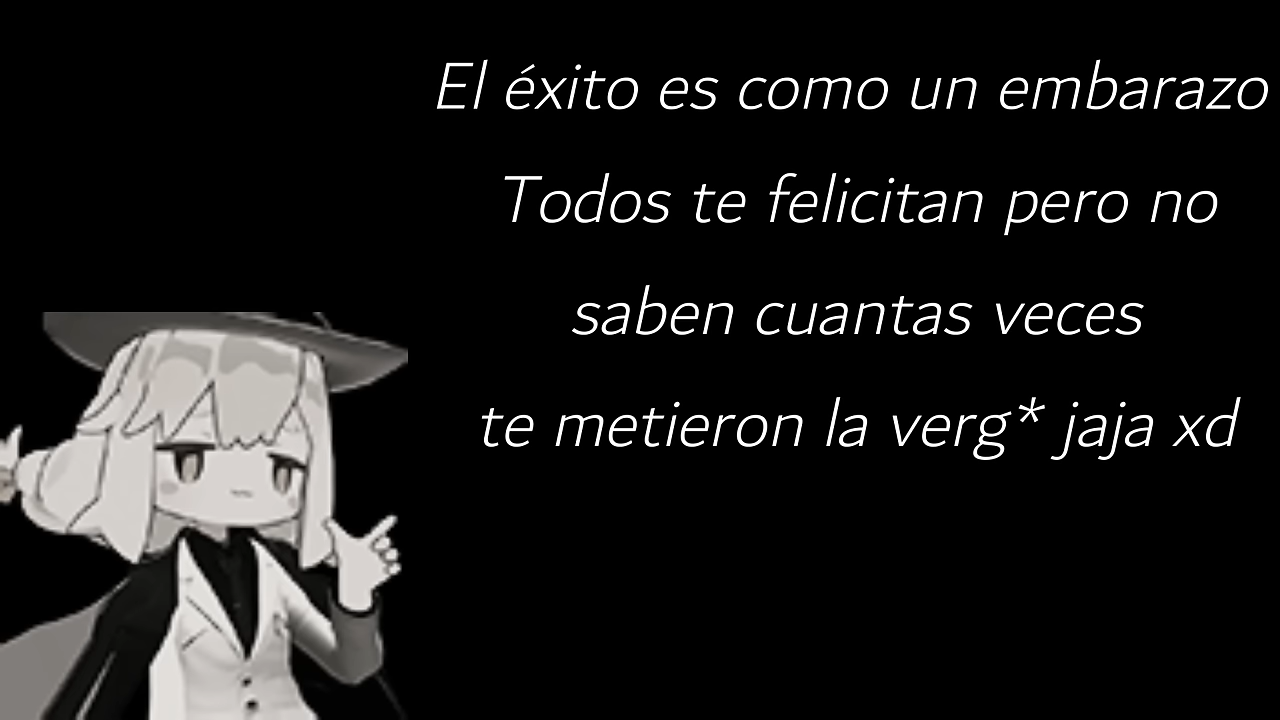 El éxito es como un embarazo
Todos te felicitan pero no
saben cuantas veces
te metieron la verg* jaja xd